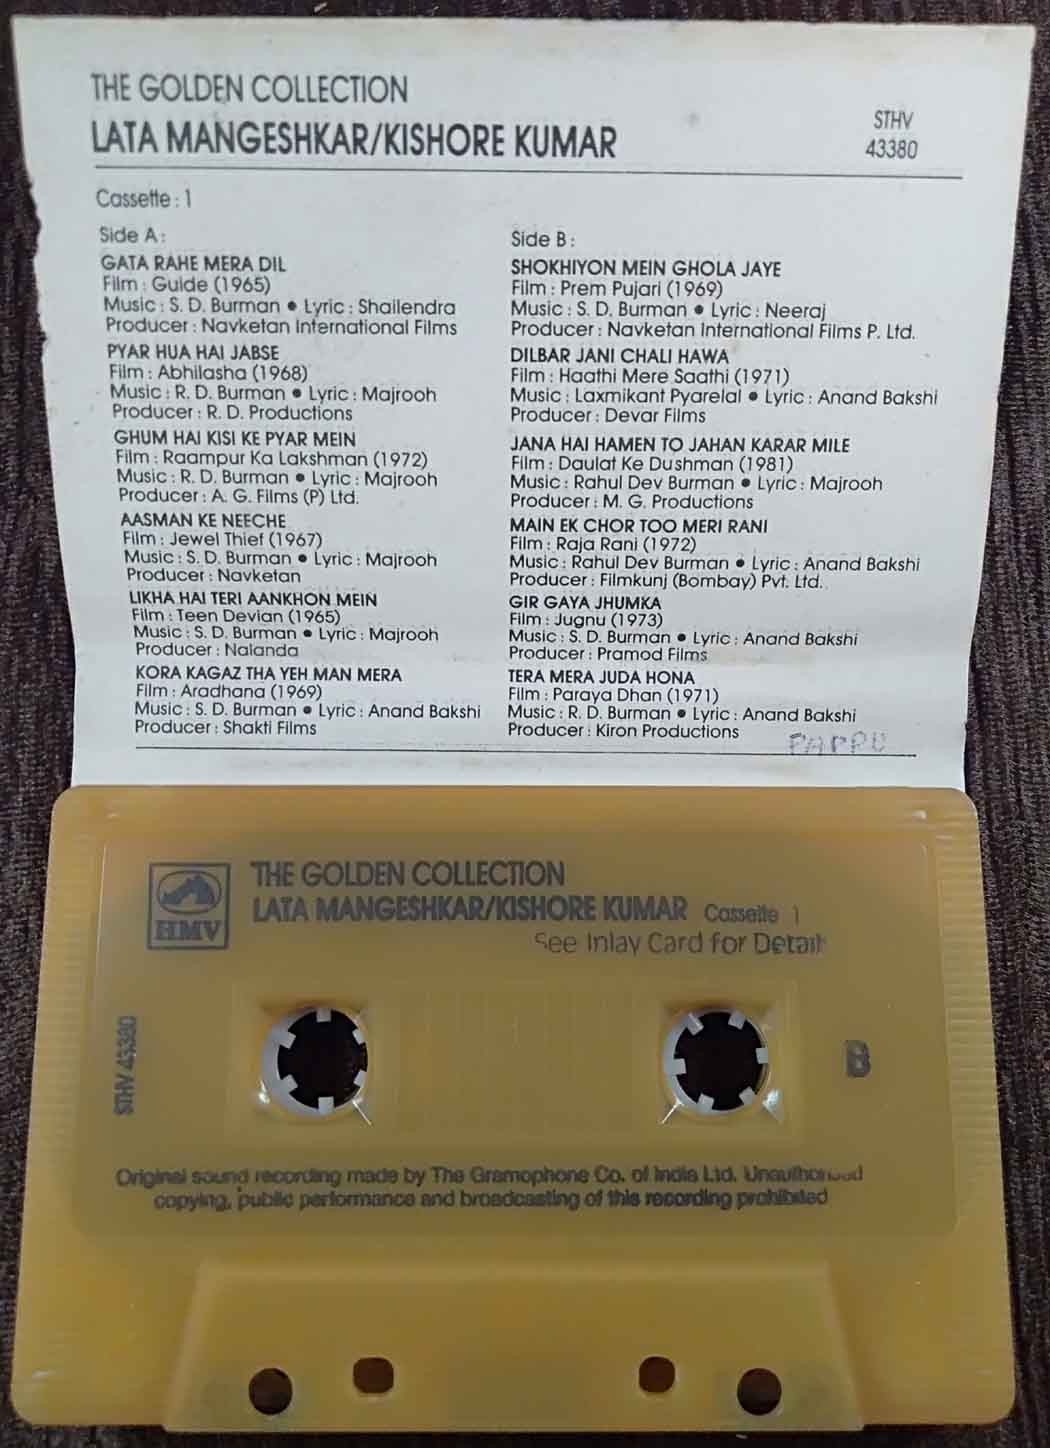 THE GOLDEN COLLECTION
LATA MANGESHKAR/KISHORE KUMAR
STHV
43380
Cassette : 1
Side A :
GATA RAHE MERA DIL
Film : Guide (1965)
Music : S. D. Burman • Lyric : Shailendra
Producer : Navketan International Films
PYAR HUA HAI JABSE
Film : Abhilasha (1968)
Music : R. D. Burman • Lyric : Majrooh
Producer : R. D. Productions
GHUM HAI KISI KE PYAR MEIN
Film : Raampur Ka Lakshman (1972)
Music : R. D. Burman • Lyric : Majrooh
Producer : A. G. Films (P) Ltd.
AASMAN KE NEECHE
Film : Jewel Thief (1967)
Music : S. D. Burman • Lyric : Majrooh
Producer : Navketan
LIKHA HAI TERI AANKHON MEIN
Film : Teen Devian (1965)
Music : S. D. Burman • Lyric : Majrooh
Producer : Nalanda
KORA KAGAZ THA YEH MAN MERA
Film : Aradhana (1969)
Music : S. D. Burman • Lyric : Anand Bakshi
Producer : Shakti Films
Side B :
SHOKHIYON MEIN GHOLA JAYE
Film : Prem Pujari (1969)
Music : S. D. Burman • Lyric : Neeraj
Producer : Navketan International Films P. Ltd.
DILBAR JANI CHALI HAWA
Film : Haathi Mere Saathi (1971)
Music : Laxmikant Pyarelal • Lyric : Anand Bakshi
Producer : Devar Films
JANA HAI HAMEN TO JAHAN KARAR MILE
Film : Daulat Ke Dushman (1981)
Music : Rahul Dev Burman • Lyric : Majrooh
Producer : M. G. Productions
MAIN EK CHOR TOO MERI RANI
Film : Raja Rani (1972)
Music : Rahul Dev Burman • Lyric : Anand Bakshi
Producer : Filmkunj (Bombay) Pvt. Ltd.
GIR GAYA JHUMKA
Film : Jugnu (1973)
Music : S. D. Burman • Lyric : Anand Bakshi
Producer : Pramod Films
TERA MERA JUDA HONA
Film : Paraya Dhan (1971)
Music : R. D. Burman • Lyric : Anand Bakshi
Producer : Kiron Productions
PAPPU
HMV
THE GOLDEN COLLECTION
LATA MANGESHKAR/KISHORE KUMAR Cassette 1
See Inlay Card for Detail
STHV 43380
B
Original sound recording made by The Gramophone Co. of India Ltd. Unauthorised
copying, public performance and broadcasting of this recording prohibited